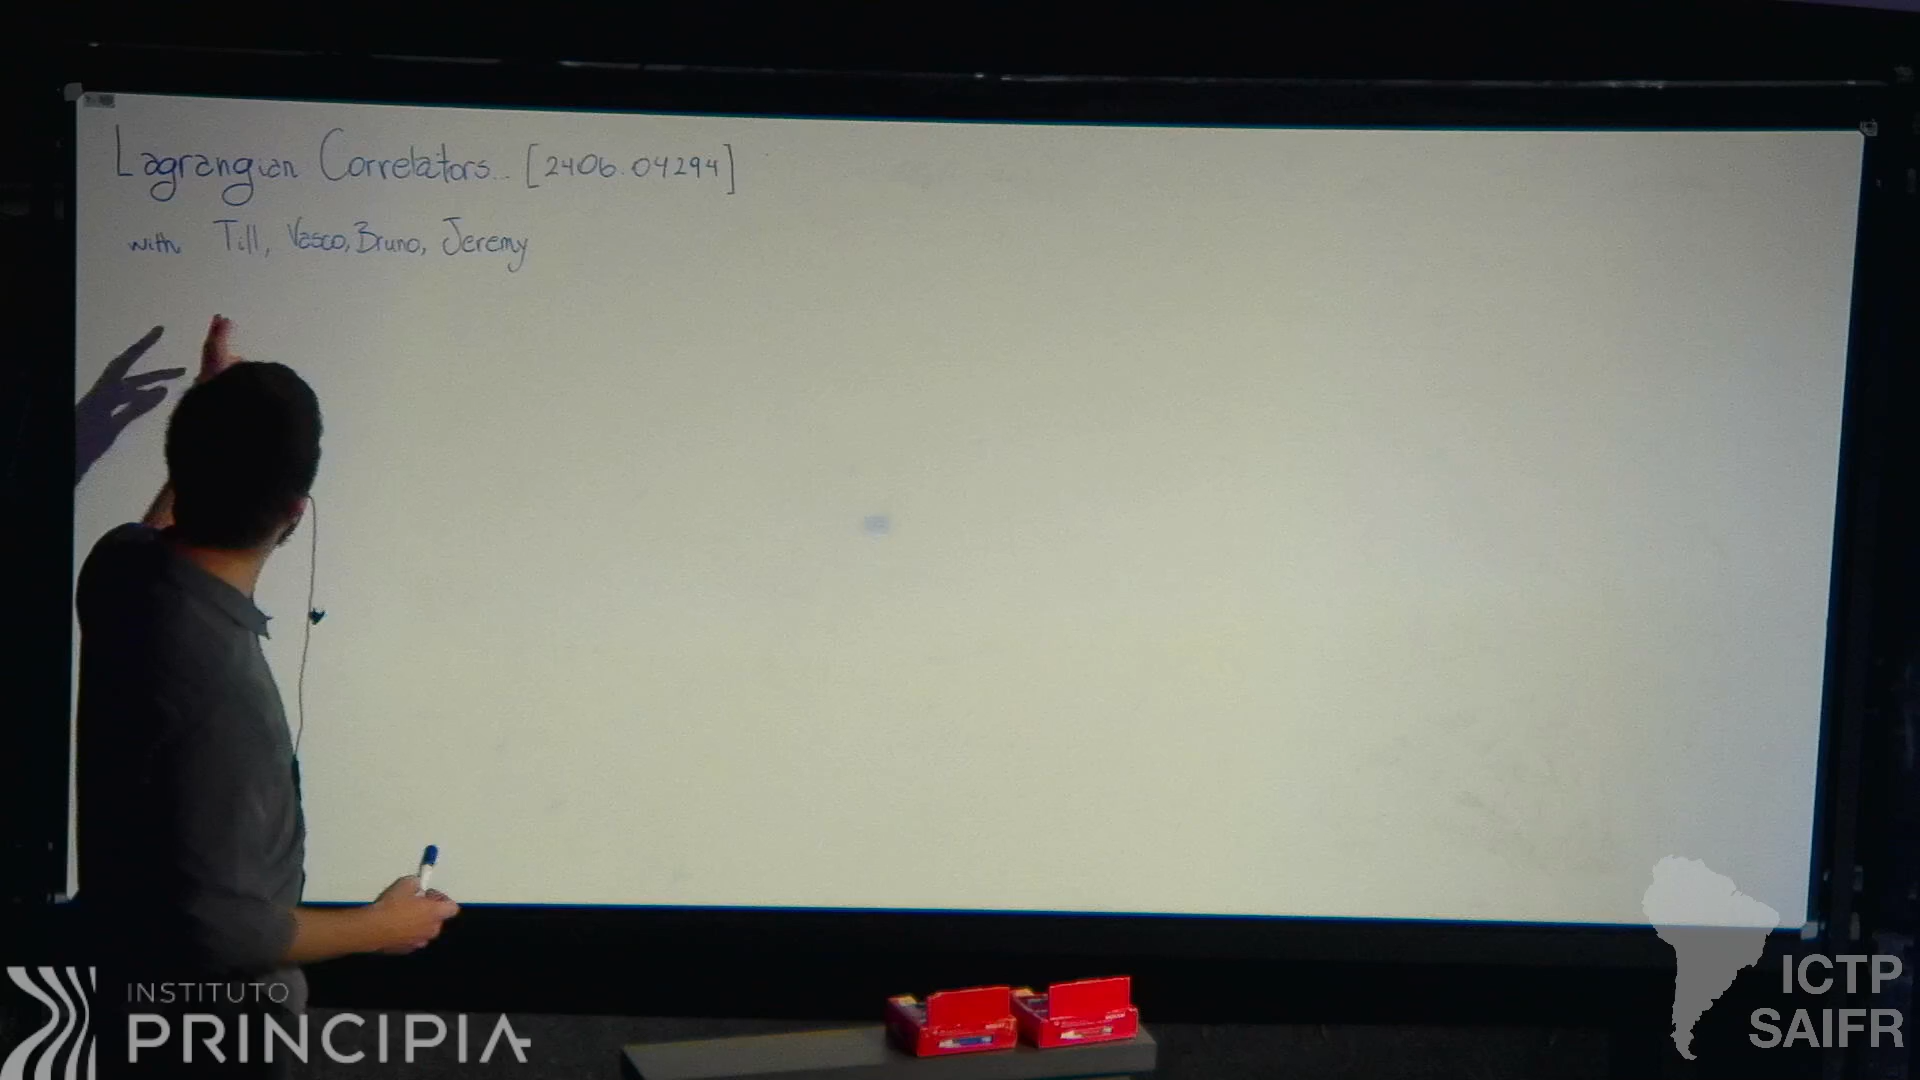 Lagrangian Correlators... [2406.04294]
with Till, Vasco, Bruno, Jeremy
INSTITUTO
PRINCIPIA
ICTP
SAIFR